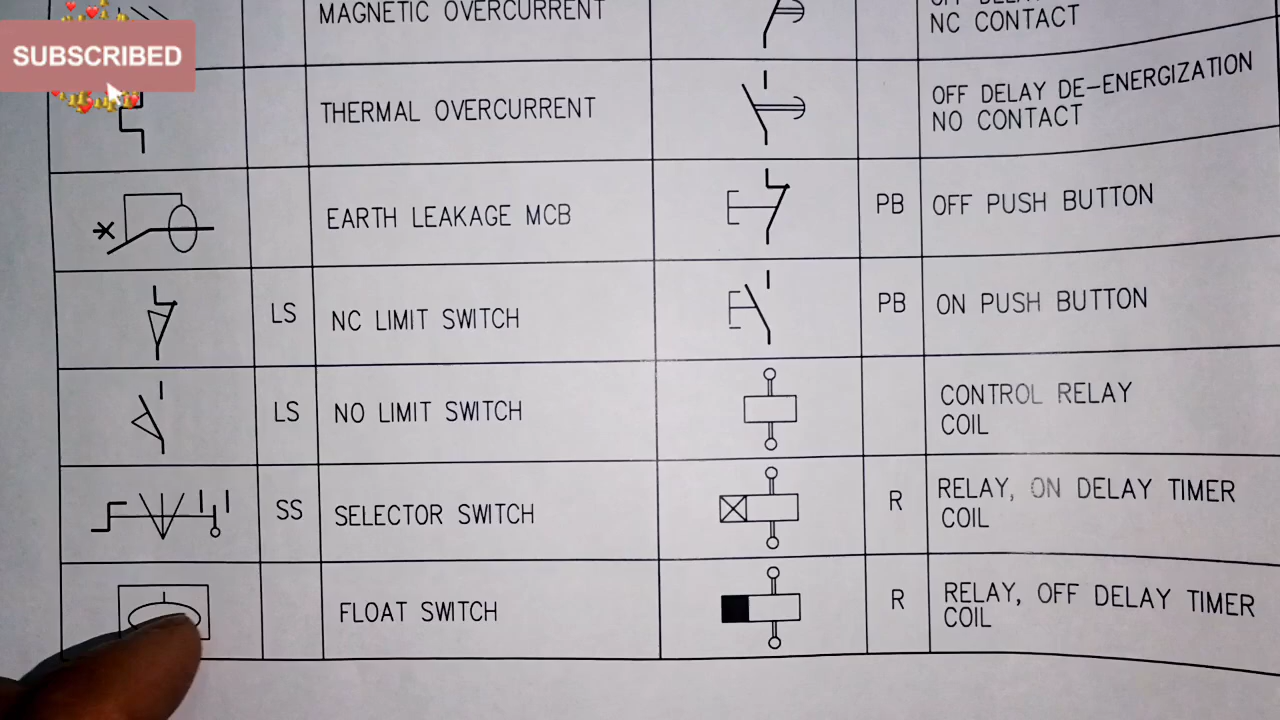 SUBSCRIBED
MAGNETIC OVERCURRENT
NC CONTACT
THERMAL OVERCURRENT
OFF DELAY DE-ENERGIZATION
NO CONTACT
EARTH LEAKAGE MCB
PB OFF PUSH BUTTON
LS NC LIMIT SWITCH
PB ON PUSH BUTTON
LS NO LIMIT SWITCH
CONTROL RELAY
COIL
SS SELECTOR SWITCH
R RELAY, ON DELAY TIMER
COIL
FLOAT SWITCH
R RELAY, OFF DELAY TIMER
COIL